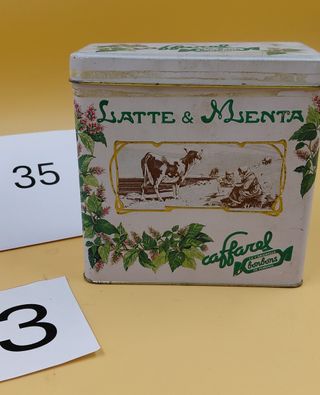 LATTE & MENTA
35
caffarel
bonbons
3